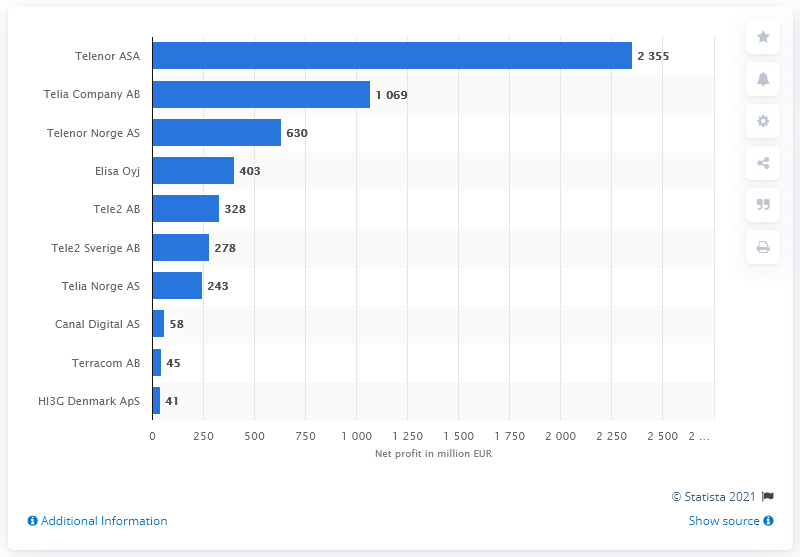 Telenor ASA 2 355
Telia Company AB 1 069
Telenor Norge AS 630
Elisa Oyj 403
Tele2 AB 328
Tele2 Sverige AB 278
Telia Norge AS 243
Canal Digital AS 58
Terracom AB 45
HI3G Denmark ApS 41
0 250 500 750 1 000 1 250 1 500 1 750 2 000 2 250 2 500 2 ...
Net profit in million EUR
© Statista 2021
Additional Information Show source